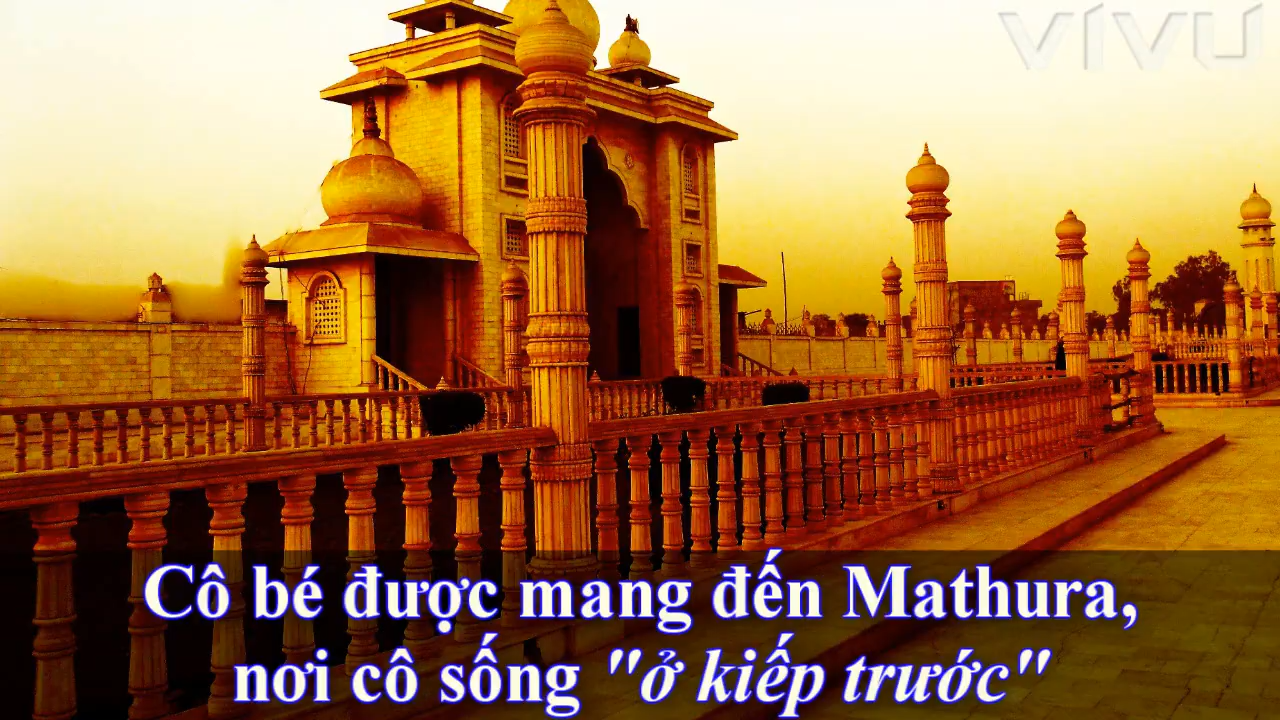 VIVU
Cô bé được mang đến Mathura,
nơi cô sống "ở kiếp trước"